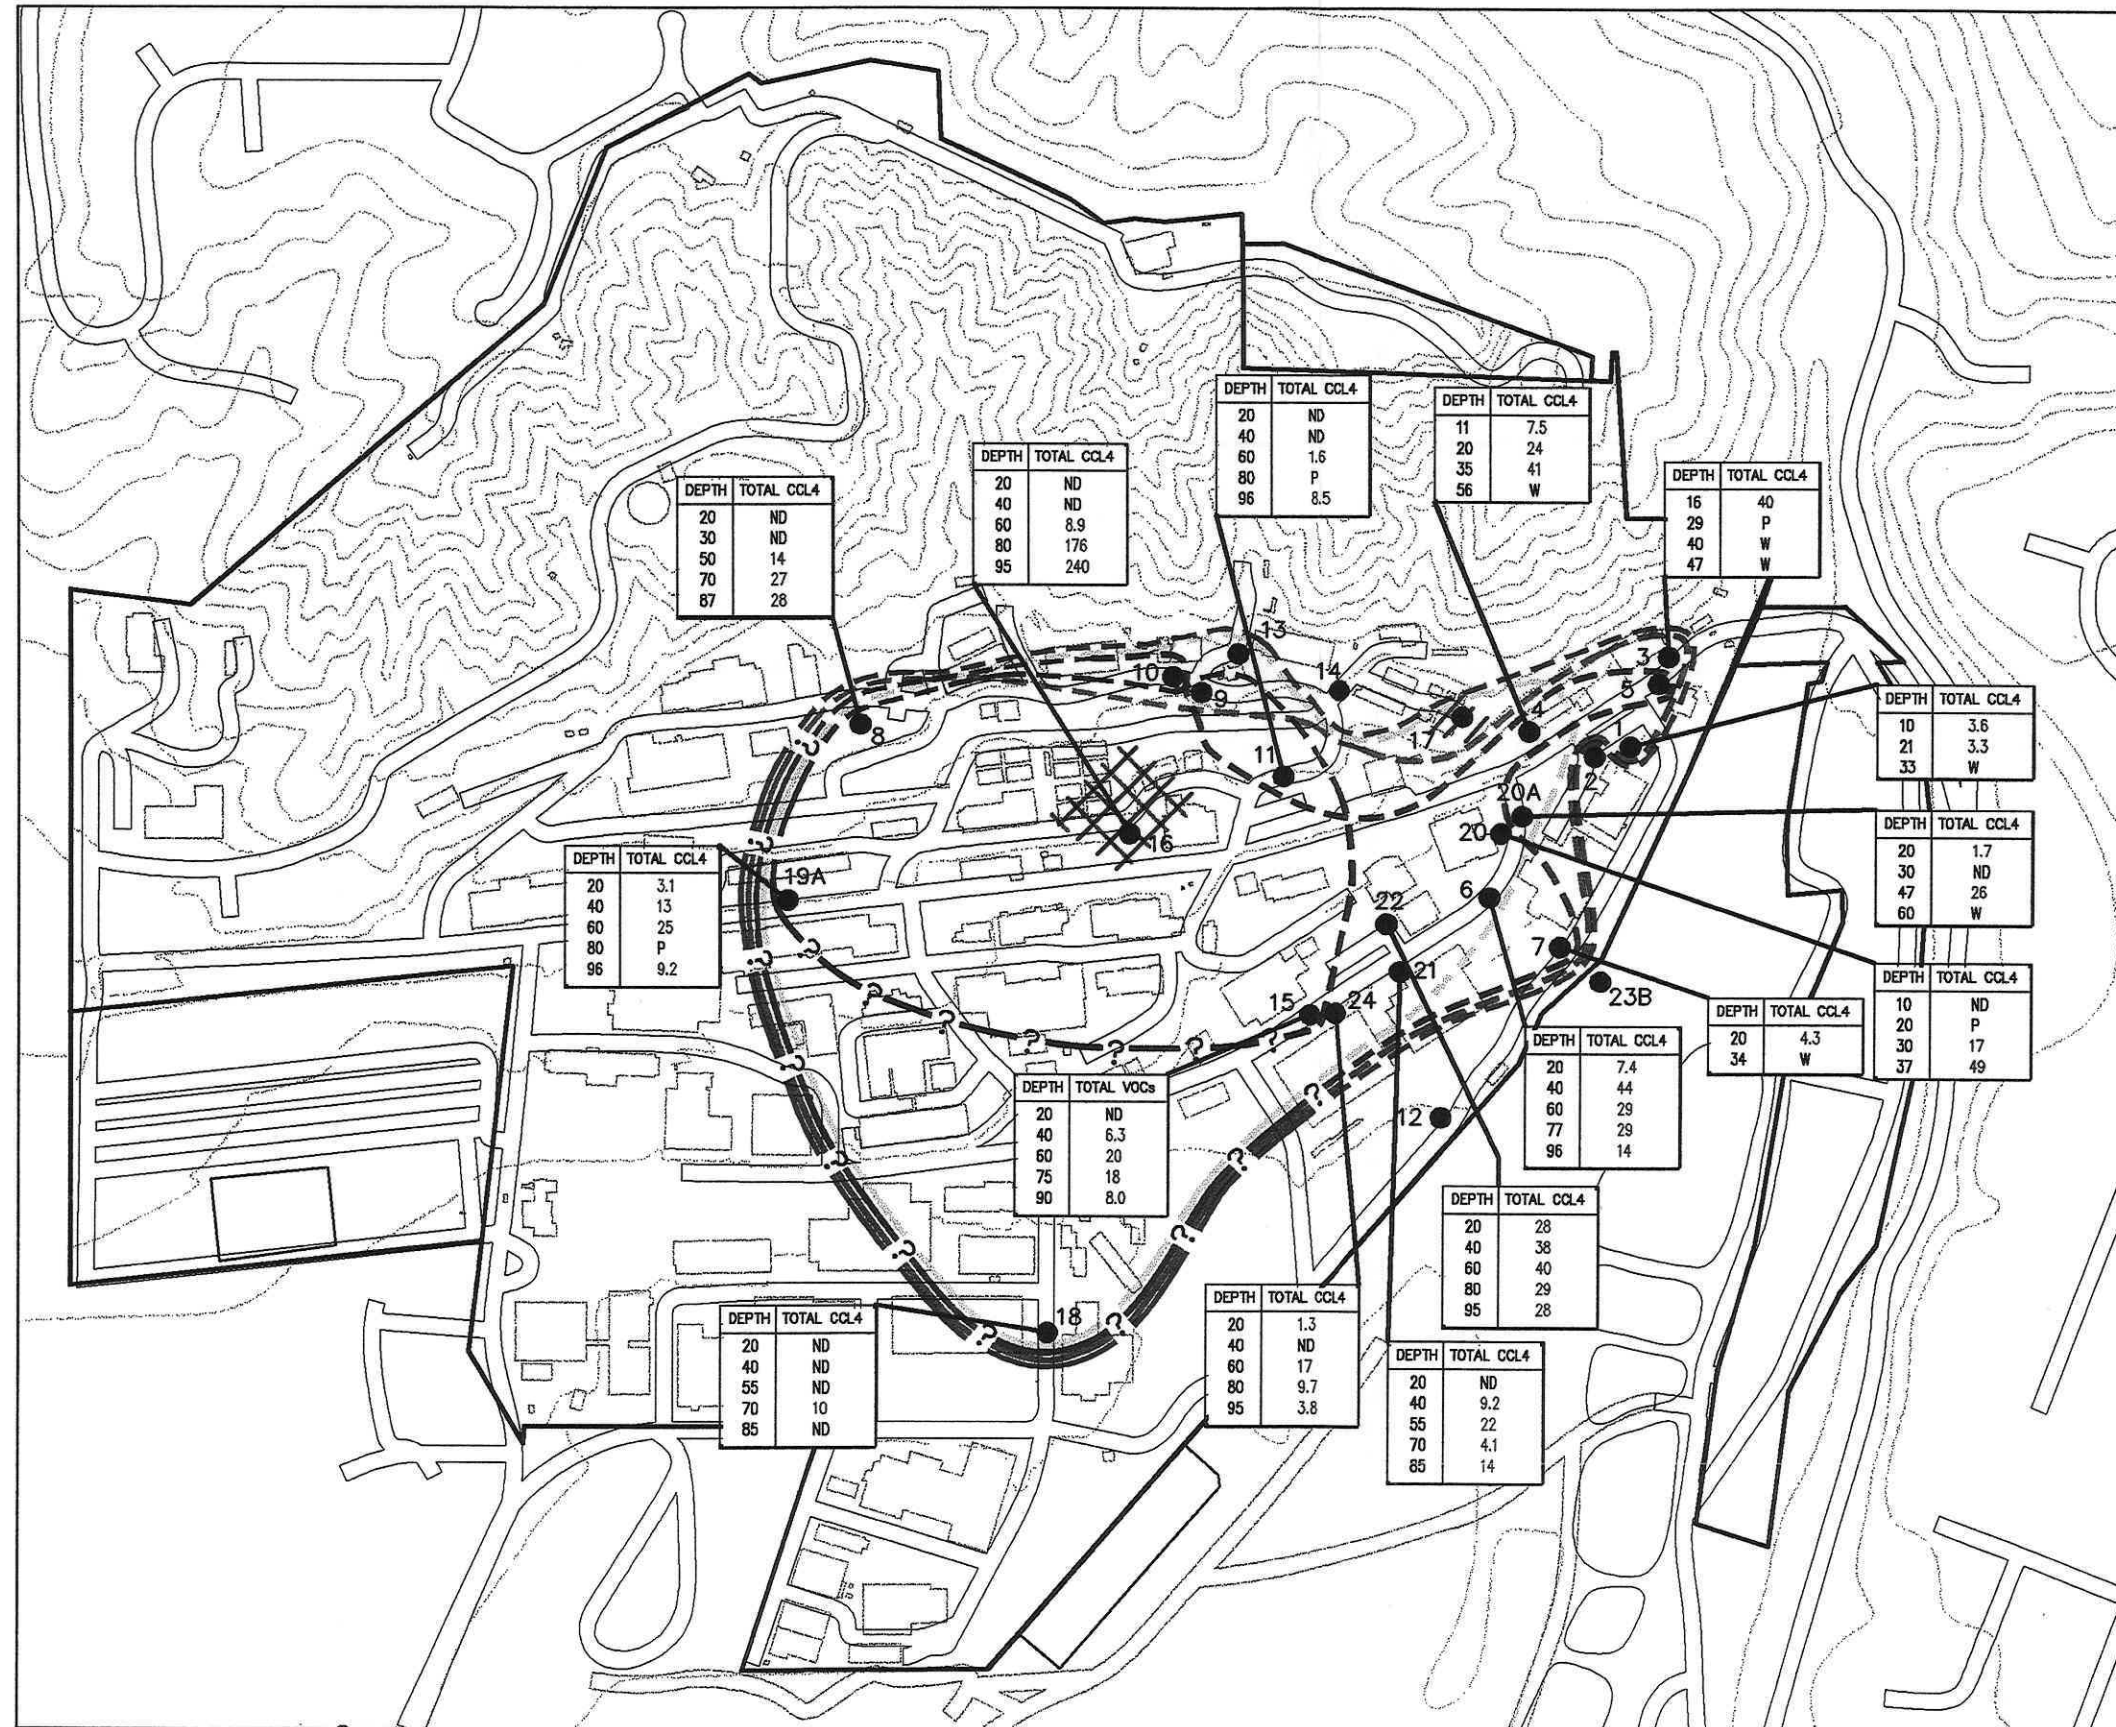 DEPTH TOTAL CCL4
20 ND
40 ND
60 1.6
80 P
96 8.5
DEPTH TOTAL CCL4
11 7.5
20 24
35 41
56 W
DEPTH TOTAL CCL4
20 ND
40 ND
60 8.9
80 176
95 240
DEPTH TOTAL CCL4
16 40
29 P
40 W
47 W
DEPTH TOTAL CCL4
20 ND
30 ND
50 14
70 27
87 28
13
3
10
14
5
9
DEPTH TOTAL CCL4
10 3.6
21 3.3
33 W
8
17
4
1
?
11
2
20A
DEPTH TOTAL CCL4
20 1.7
30 ND
47 26
60 W
20
16
?
DEPTH TOTAL CCL4
20 3.1
40 13
60 25
80 P
96 9.2
19A
6
22
?
7
?
21
23B
DEPTH TOTAL CCL4
10 ND
20 P
30 17
37 49
?
15
24
?
DEPTH TOTAL CCL4
20 4.3
34 W
?
?
?
?
DEPTH TOTAL CCL4
20 7.4
40 44
60 29
77 29
96 14
?
DEPTH TOTAL VOCs
20 ND
40 6.3
60 20
75 18
90 8.0
?
12
?
?
DEPTH TOTAL CCL4
20 28
40 38
60 40
80 29
95 28
?
?
DEPTH TOTAL CCL4
20 1.3
40 ND
60 17
80 9.7
95 3.8
DEPTH TOTAL CCL4
20 ND
40 ND
55 ND
70 10
85 ND
?
18
?
DEPTH TOTAL CCL4
20 ND
40 9.2
55 22
70 4.1
85 14